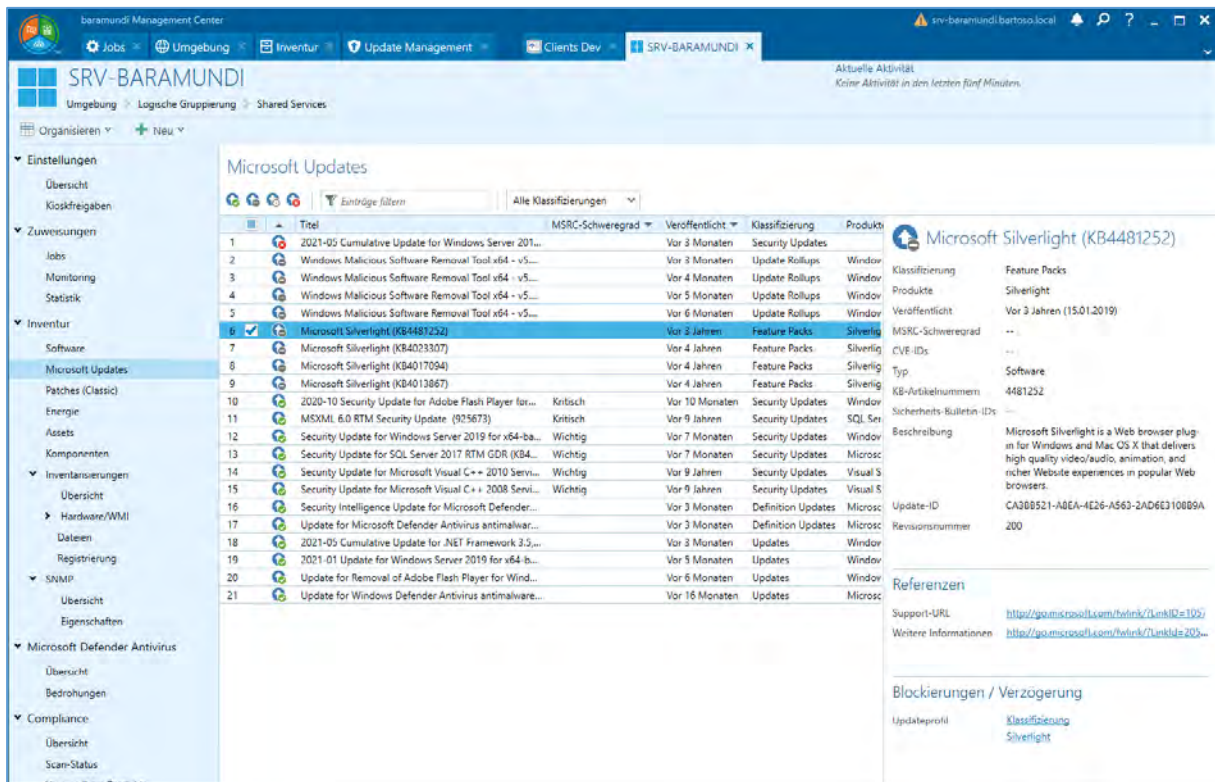 baramundi Management Center
srv-baramundi.bartoso.local
Jobs
Umgebung
Inventur
Update Management
Clients Dev
SRV-BARAMUNDI
SRV-BARAMUNDI
Umgebung Logische Gruppierung Shared Services
Aktuelle Aktivität
Keine Aktivität in den letzten fünf Minuten.
Organisieren
Neu
Einstellungen
Übersicht
Kioskfreigaben
Zuweisungen
Jobs
Monitoring
Statistik
Inventur
Software
Microsoft Updates
Patches (Classic)
Energie
Assets
Komponenten
Inventarisierungen
Übersicht
Hardware/WMI
Dateien
Registrierung
SNMP
Übersicht
Eigenschaften
Microsoft Defender Antivirus
Übersicht
Bedrohungen
Compliance
Übersicht
Scan-Status
Microsoft Updates
Einträge filtern
Alle Klassifizierungen
Titel MSRC-Schweregrad Veröffentlicht Klassifizierung Produkt
1 2021-05 Cumulative Update for Windows Server 201... Vor 3 Monaten Security Updates
2 Windows Malicious Software Removal Tool x64 - v5.... Vor 3 Monaten Update Rollups Window
3 Windows Malicious Software Removal Tool x64 - v5.... Vor 4 Monaten Update Rollups Window
4 Windows Malicious Software Removal Tool x64 - v5.... Vor 5 Monaten Update Rollups Window
5 Windows Malicious Software Removal Tool x64 - v5.... Vor 6 Monaten Update Rollups Window
6 Microsoft Silverlight (KB4481252) Vor 3 Jahren Feature Packs Silverlig
7 Microsoft Silverlight (KB4023307) Vor 4 Jahren Feature Packs Silverlig
8 Microsoft Silverlight (KB4017094) Vor 4 Jahren Feature Packs Silverlig
9 Microsoft Silverlight (KB4013867) Vor 4 Jahren Feature Packs Silverlig
10 2020-10 Security Update for Adobe Flash Player for... Kritisch Vor 10 Monaten Security Updates Window
11 MSXML 6.0 RTM Security Update (925673) Kritisch Vor 9 Jahren Security Updates SQL Ser
12 Security Update for Windows Server 2019 for x64-ba... Wichtig Vor 7 Monaten Security Updates Window
13 Security Update for SQL Server 2017 RTM GDR (KB4... Wichtig Vor 7 Monaten Security Updates Microsc
14 Security Update for Microsoft Visual C++ 2010 Servi... Wichtig Vor 9 Jahren Security Updates Visual S
15 Security Update for Microsoft Visual C++ 2008 Servi... Wichtig Vor 9 Jahren Security Updates Visual S
16 Security Intelligence Update for Microsoft Defender... Vor 3 Monaten Definition Updates Microsc
17 Update for Microsoft Defender Antivirus antimalwar... Vor 3 Monaten Definition Updates Microsc
18 2021-05 Cumulative Update for .NET Framework 3.5,... Vor 3 Monaten Updates Window
19 2021-01 Update for Windows Server 2019 for x64-b... Vor 5 Monaten Updates Window
20 Update for Removal of Adobe Flash Player for Wind... Vor 6 Monaten Updates Window
21 Update for Windows Defender Antivirus antimalware... Vor 16 Monaten Updates Microsc
Microsoft Silverlight (KB4481252)
Klassifizierung Feature Packs
Produkte Silverlight
Veröffentlicht Vor 3 Jahren (15.01.2019)
MSRC-Schweregrad --
CVE-IDs --
Typ Software
KB-Artikelnummern 4481252
Sicherheits-Bulletin-IDs --
Beschreibung Microsoft Silverlight is a Web browser plug-
in for Windows and Mac OS X that delivers
high quality video/audio, animation, and
richer Website experiences in popular Web
browsers.
Update-ID
Revisionsnummer 200
Referenzen
Support-URL http://go.microsoft.com/fwlink/?LinkID=105
Weitere Informationen http://go.microsoft.com/fwlink/?LinkId=205...
Blockierungen / Verzögerung
Updateprofil Klassifizierung
Silverlight